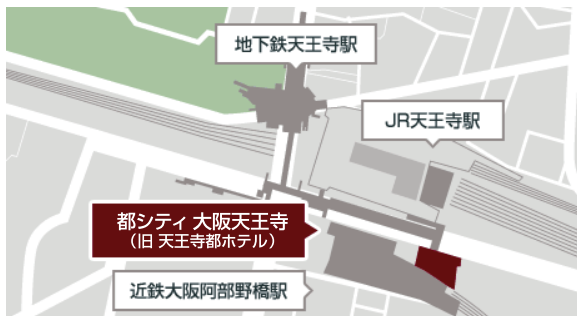 地下鉄天王寺駅
JR天王寺駅
都シティ 大阪天王寺
（旧 天王寺都ホテル）
近鉄大阪阿部野橋駅